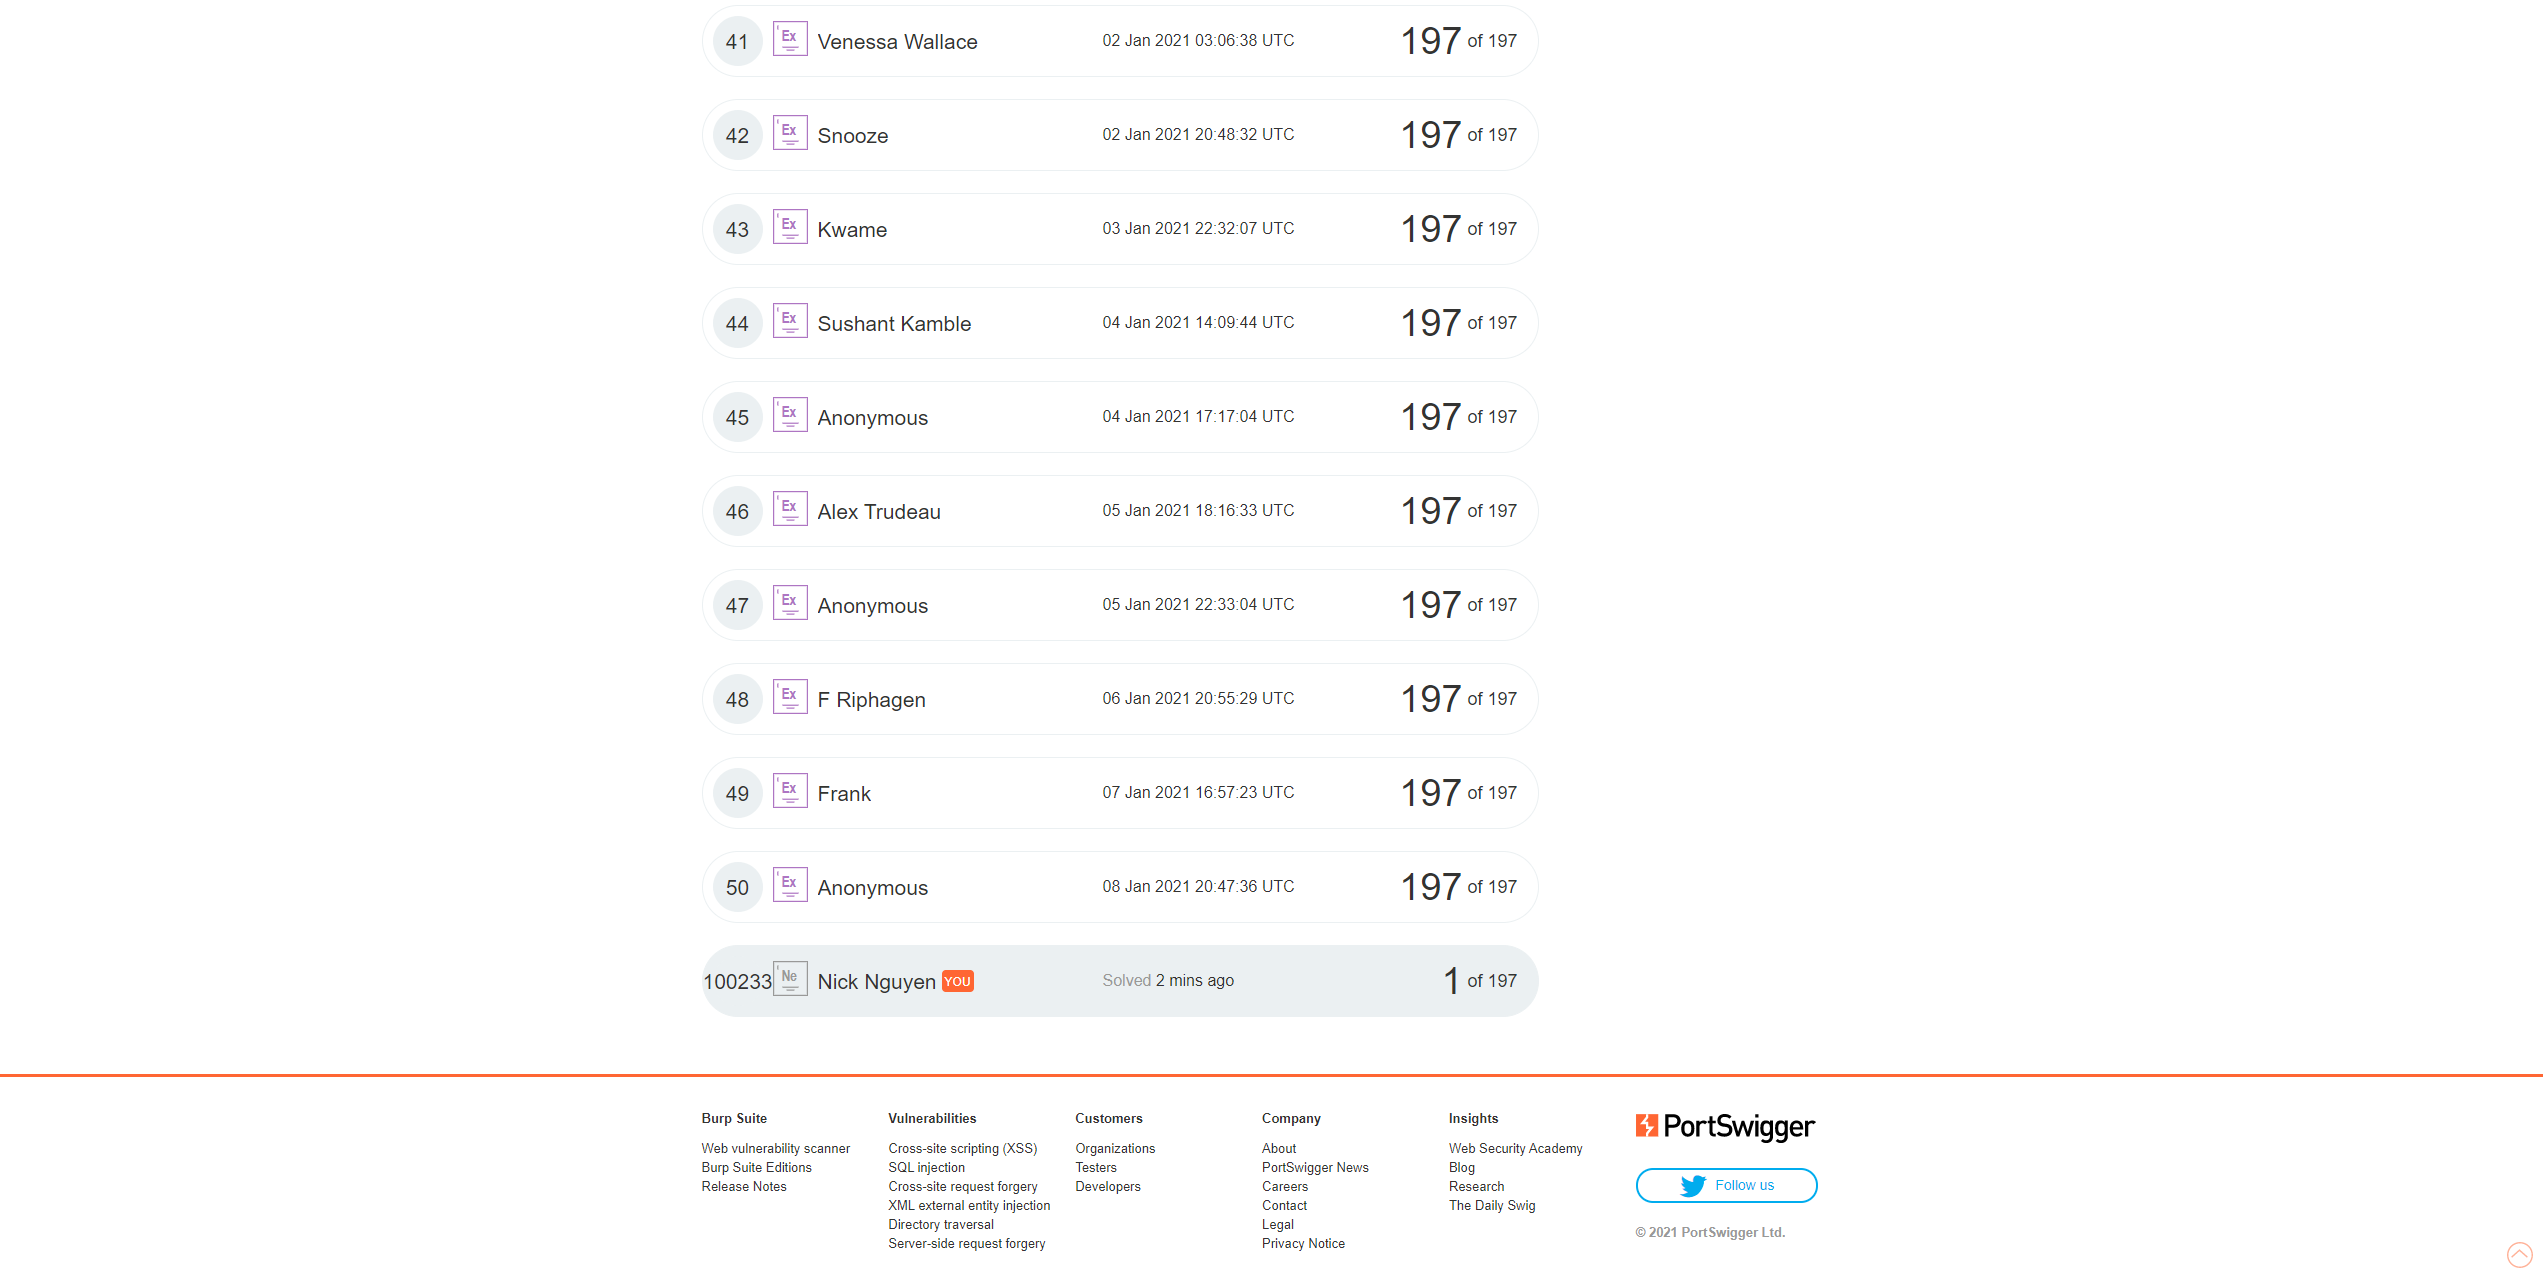 41 Ex Venessa Wallace 02 Jan 2021 03:06:38 UTC 197 of 197
42 Ex Snooze 02 Jan 2021 20:48:32 UTC 197 of 197
43 Ex Kwame 03 Jan 2021 22:32:07 UTC 197 of 197
44 Ex Sushant Kamble 04 Jan 2021 14:09:44 UTC 197 of 197
45 Ex Anonymous 04 Jan 2021 17:17:04 UTC 197 of 197
46 Ex Alex Trudeau 05 Jan 2021 18:16:33 UTC 197 of 197
47 Ex Anonymous 05 Jan 2021 22:33:04 UTC 197 of 197
48 Ex F Riphagen 06 Jan 2021 20:55:29 UTC 197 of 197
49 Ex Frank 07 Jan 2021 16:57:23 UTC 197 of 197
50 Ex Anonymous 08 Jan 2021 20:47:36 UTC 197 of 197
100233 Ne Nick Nguyen YOU Solved 2 mins ago 1 of 197
Burp Suite
Web vulnerability scanner
Burp Suite Editions
Release Notes
Vulnerabilities
Cross-site scripting (XSS)
SQL injection
Cross-site request forgery
XML external entity injection
Directory traversal
Server-side request forgery
Customers
Organizations
Testers
Developers
Company
About
PortSwigger News
Careers
Contact
Legal
Privacy Notice
Insights
Web Security Academy
Blog
Research
The Daily Swig
PortSwigger
Follow us
© 2021 PortSwigger Ltd.